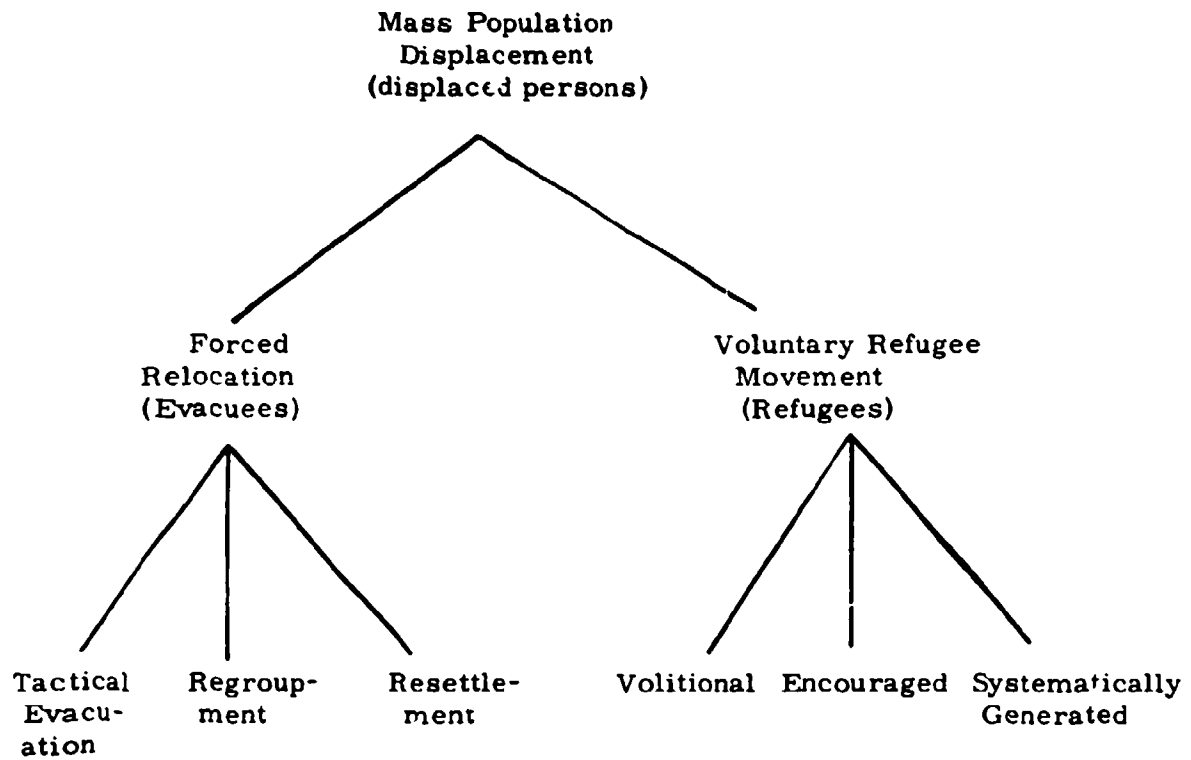 Mass Population
Displacement
(displaced persons)
Forced
Relocation
(Evacuees)
Voluntary Refugee
Movement
(Refugees)
Tactical
Evacu-
ation
Regroup-
ment
Resettle-
ment
Volitional
Encouraged
Systematically
Generated